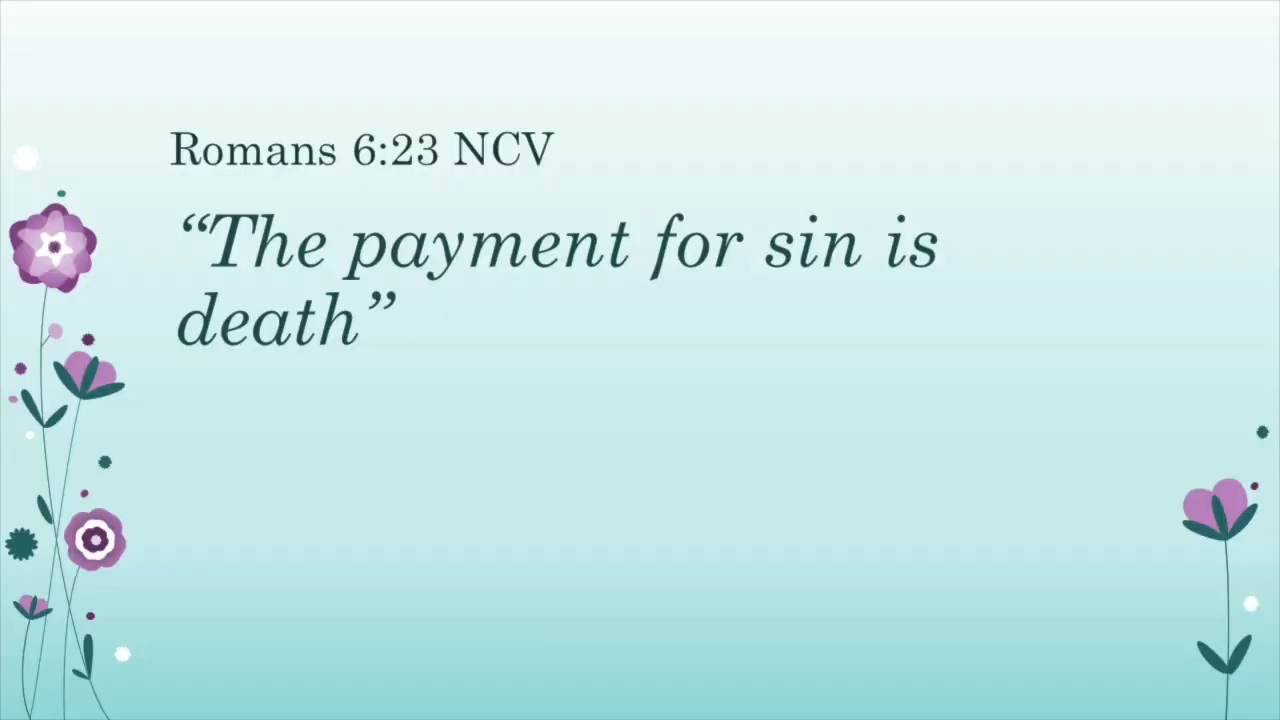 Romans 6:23 NCV
“The payment for sin is
death”